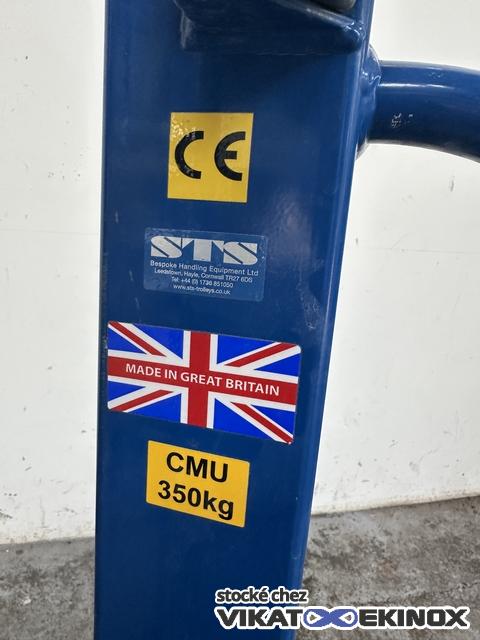 CE
STS
Bespoke Handling Equipment Ltd
Leedstown, Hayle, Cornwall TR27 6DS
Tel: +44 (0) 1736 851050
www.sts-trolleys.co.uk
MADE IN GREAT BRITAIN
CMU
350kg
stocké chez
VIKAT EKINOX